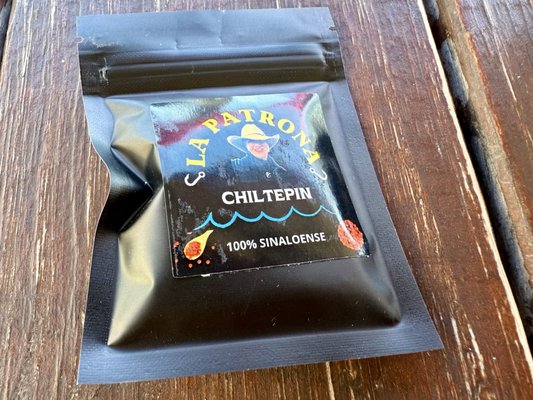 LA PATRONA
CHILTEPIN
100% SINALOENSE